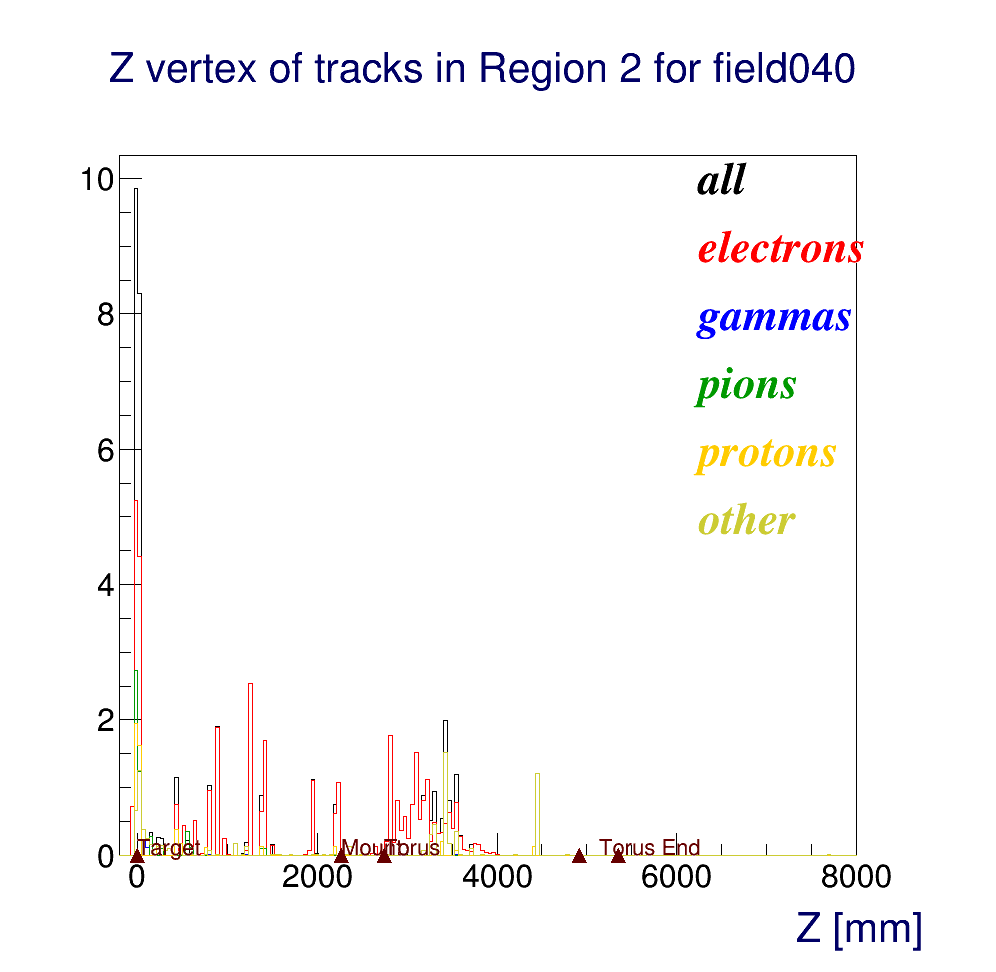 Z vertex of tracks in Region 2 for field040
10
8
6
4
2
0
all
electrons
gammas
pions
protons
other
Target
Mount
Torus
Torus End
0 2000 4000 6000 8000
Z [mm]